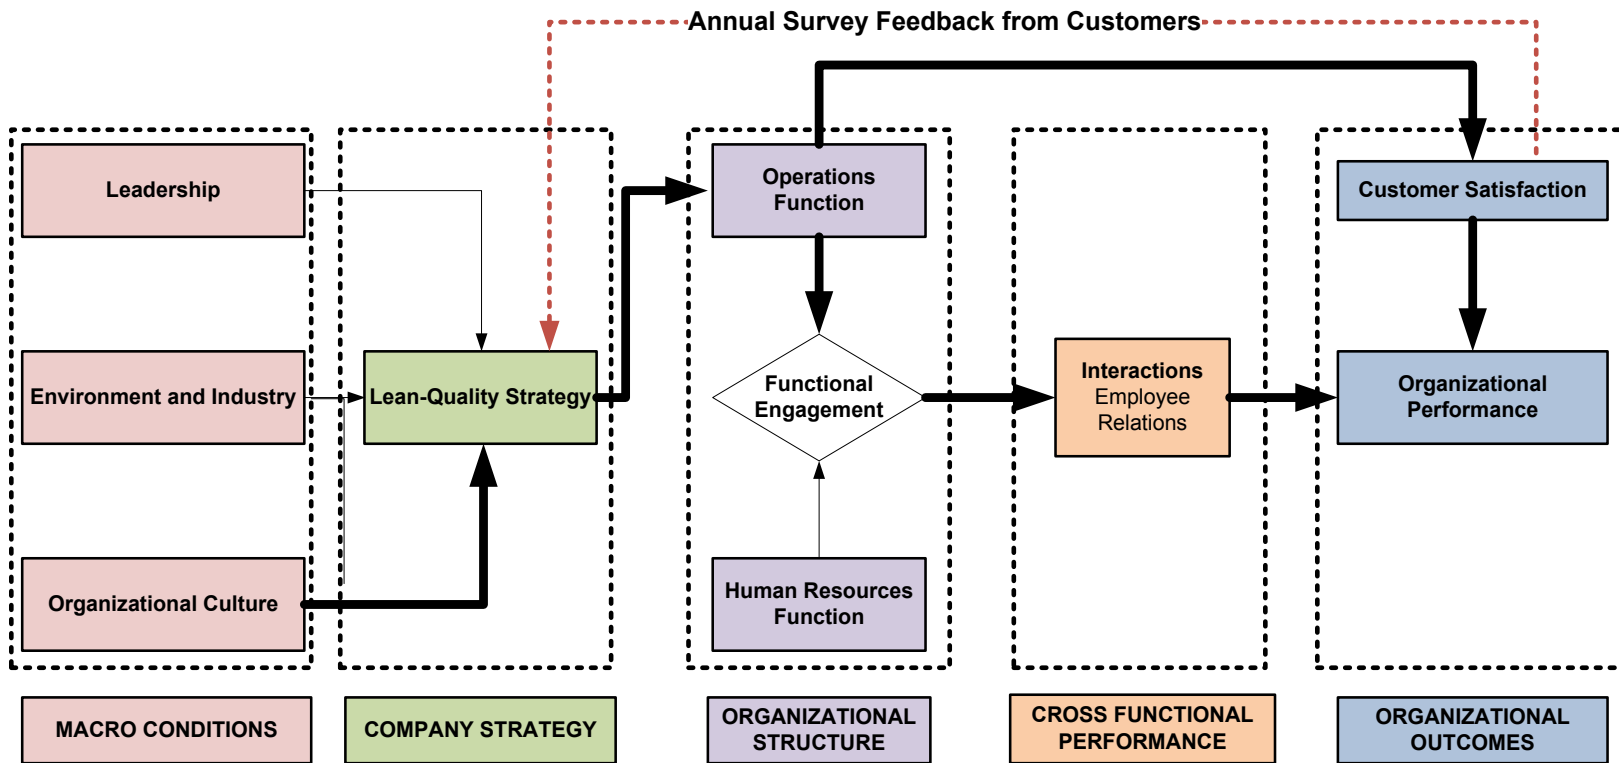 Annual Survey Feedback from Customers
Leadership
Operations
Function
Customer Satisfaction
Environment and Industry
Lean-Quality Strategy
Functional
Engagement
Interactions
Employee
Relations
Organizational
Performance
Organizational Culture
Human Resources
Function
MACRO CONDITIONS
COMPANY STRATEGY
ORGANIZATIONAL
STRUCTURE
CROSS FUNCTIONAL
PERFORMANCE
ORGANIZATIONAL
OUTCOMES